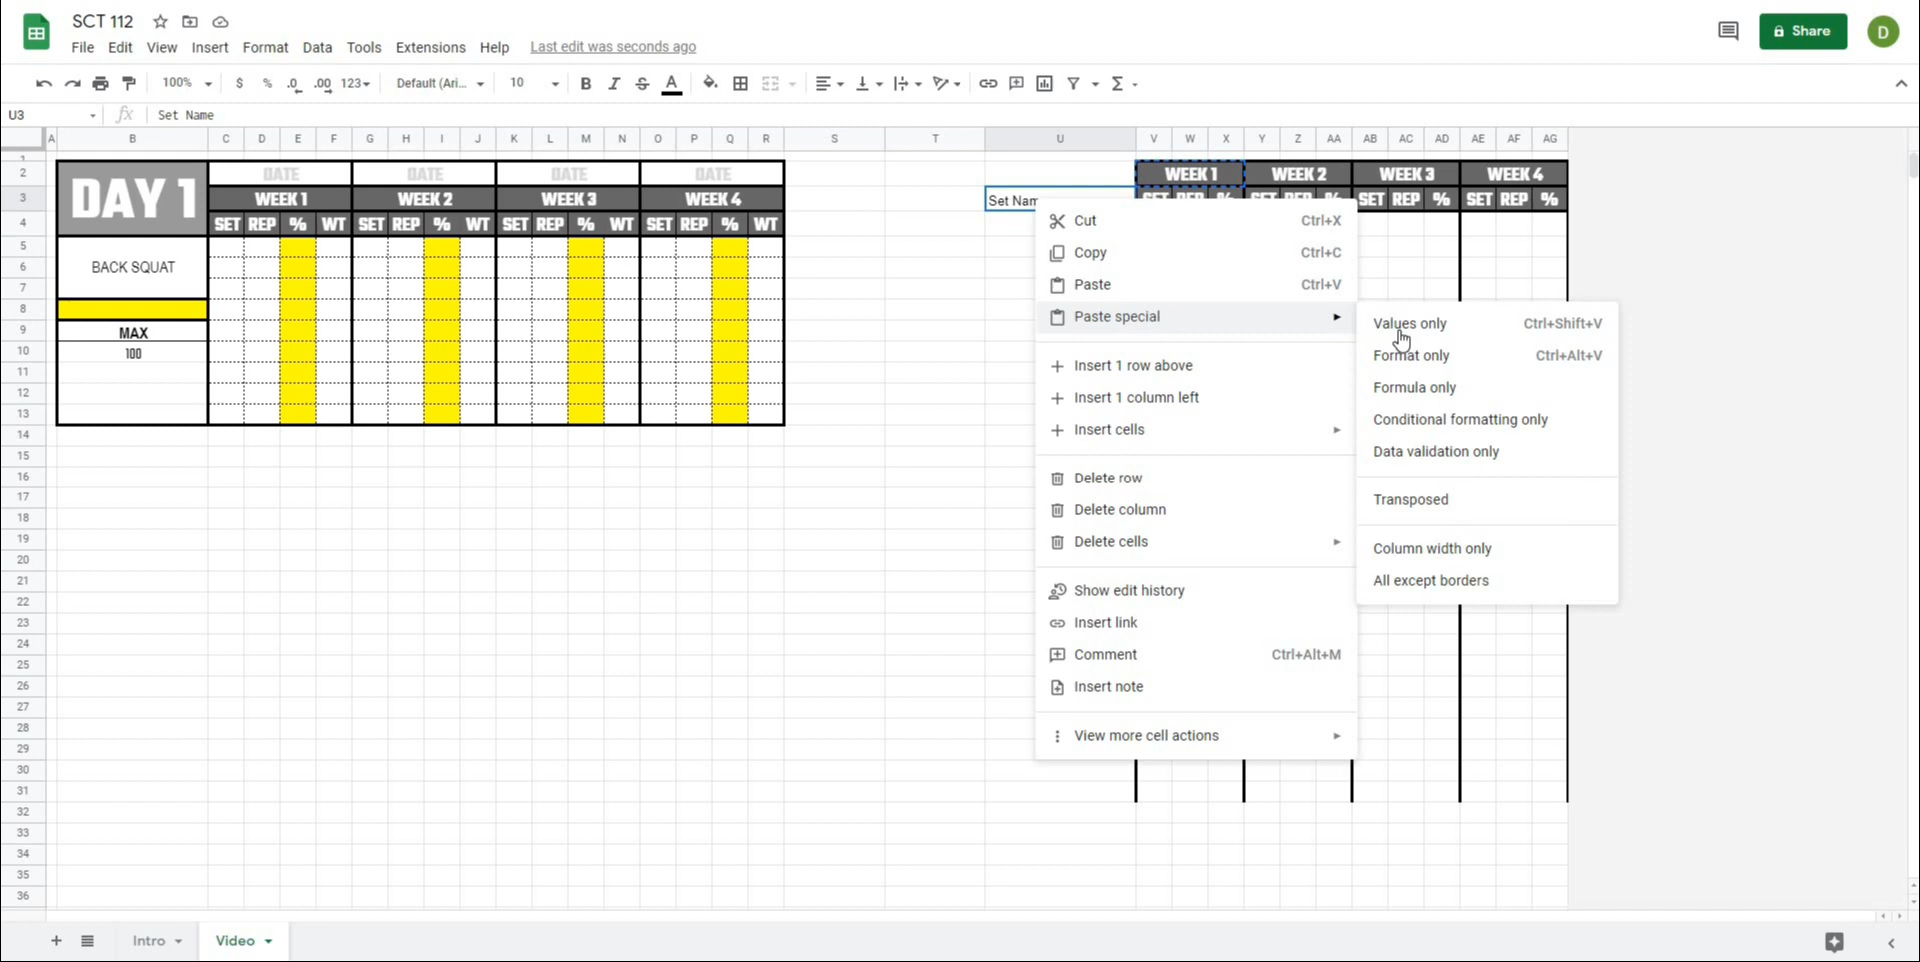 SCT 112
File Edit View Insert Format Data Tools Extensions Help Last edit was seconds ago
Share
D
100% $ % .0 .00 123 Default (Ari... 10 B I S A
U3 fx Set Name
A B C D E F G H I J K L M N O P Q R S T U V W X Y Z AA AB AC AD AE AF AG
1
2 DAY 1 DATE DATE DATE DATE WEEK 1 WEEK 2 WEEK 3 WEEK 4
3 WEEK 1 WEEK 2 WEEK 3 WEEK 4 Set Name SET REP % SET REP % SET REP % SET REP %
4 SET REP % WT SET REP % WT SET REP % WT SET REP % WT
5
6 BACK SQUAT
7
8
9 MAX
10 100
11
12
13
14
15
16
17
18
19
20
21
22
23
24
25
26
27
28
29
30
31
32
33
34
35
36
Cut Ctrl+X
Copy Ctrl+C
Paste Ctrl+V
Paste special
Insert 1 row above
Insert 1 column left
Insert cells
Delete row
Delete column
Delete cells
Show edit history
Insert link
Comment Ctrl+Alt+M
Insert note
View more cell actions
Values only Ctrl+Shift+V
Format only Ctrl+Alt+V
Formula only
Conditional formatting only
Data validation only
Transposed
Column width only
All except borders
Intro Video